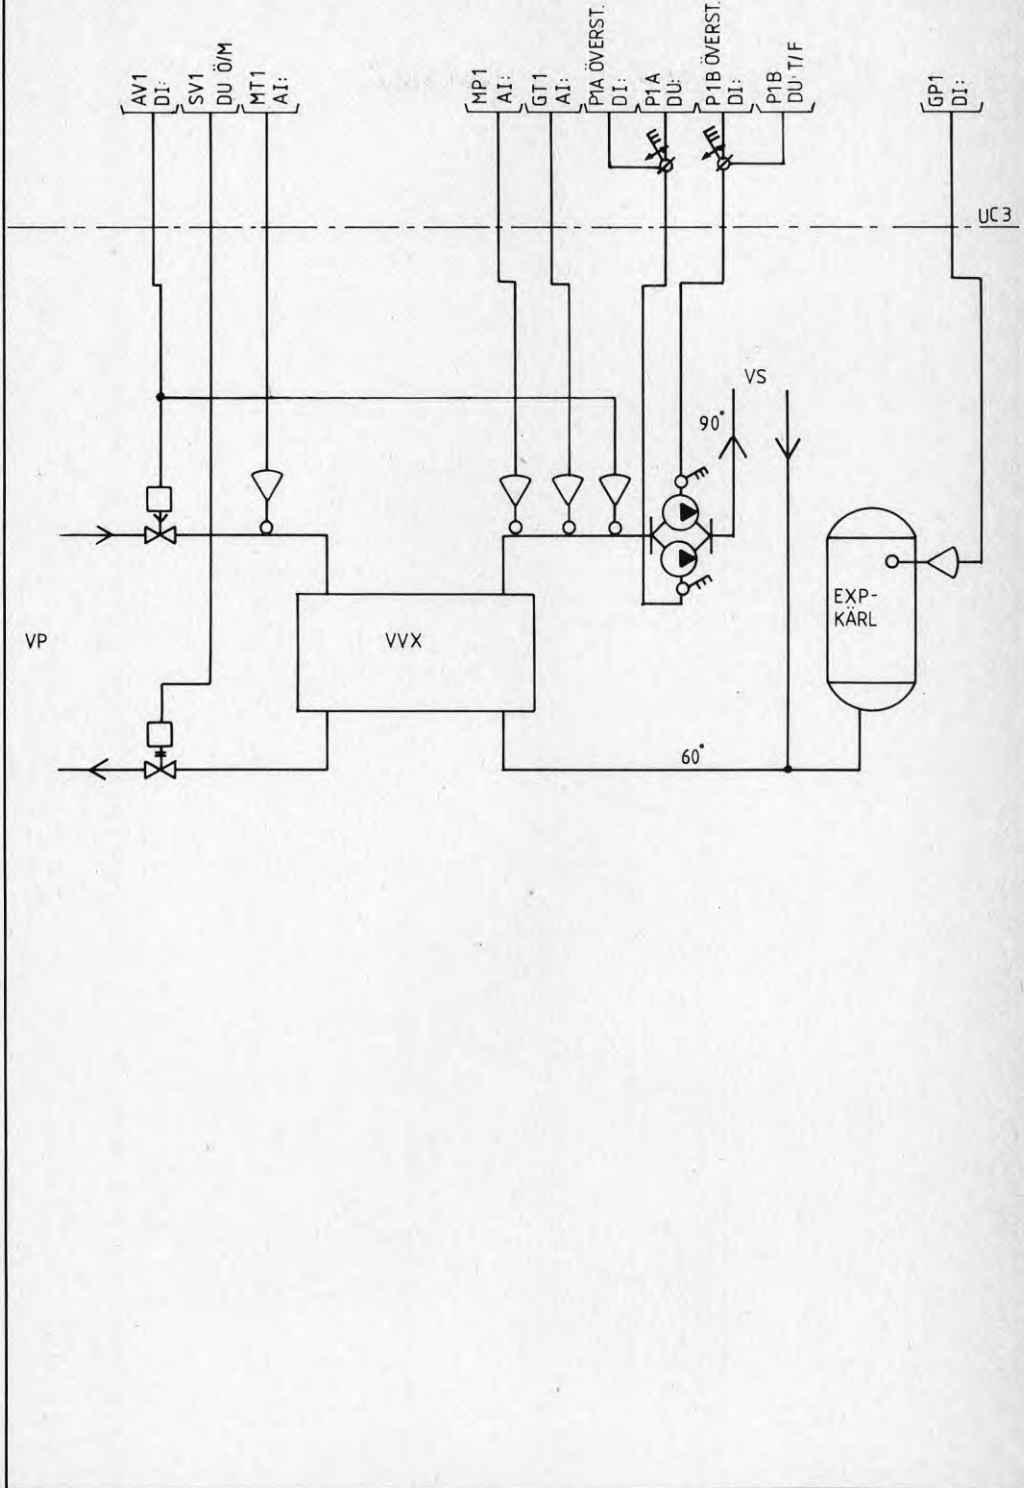 AV1
DI:
SV1
DU Ö/M
MT1
AI:
MP1
AI:
GT1
AI:
P1A ÖVERST.
DI:
P1A
DU:
P1B ÖVERST.
DI:
P1B
DU: T/F
GP1
DI:
UC3
VS
90°
EXP-
KÄRL
VP
VVX
60°